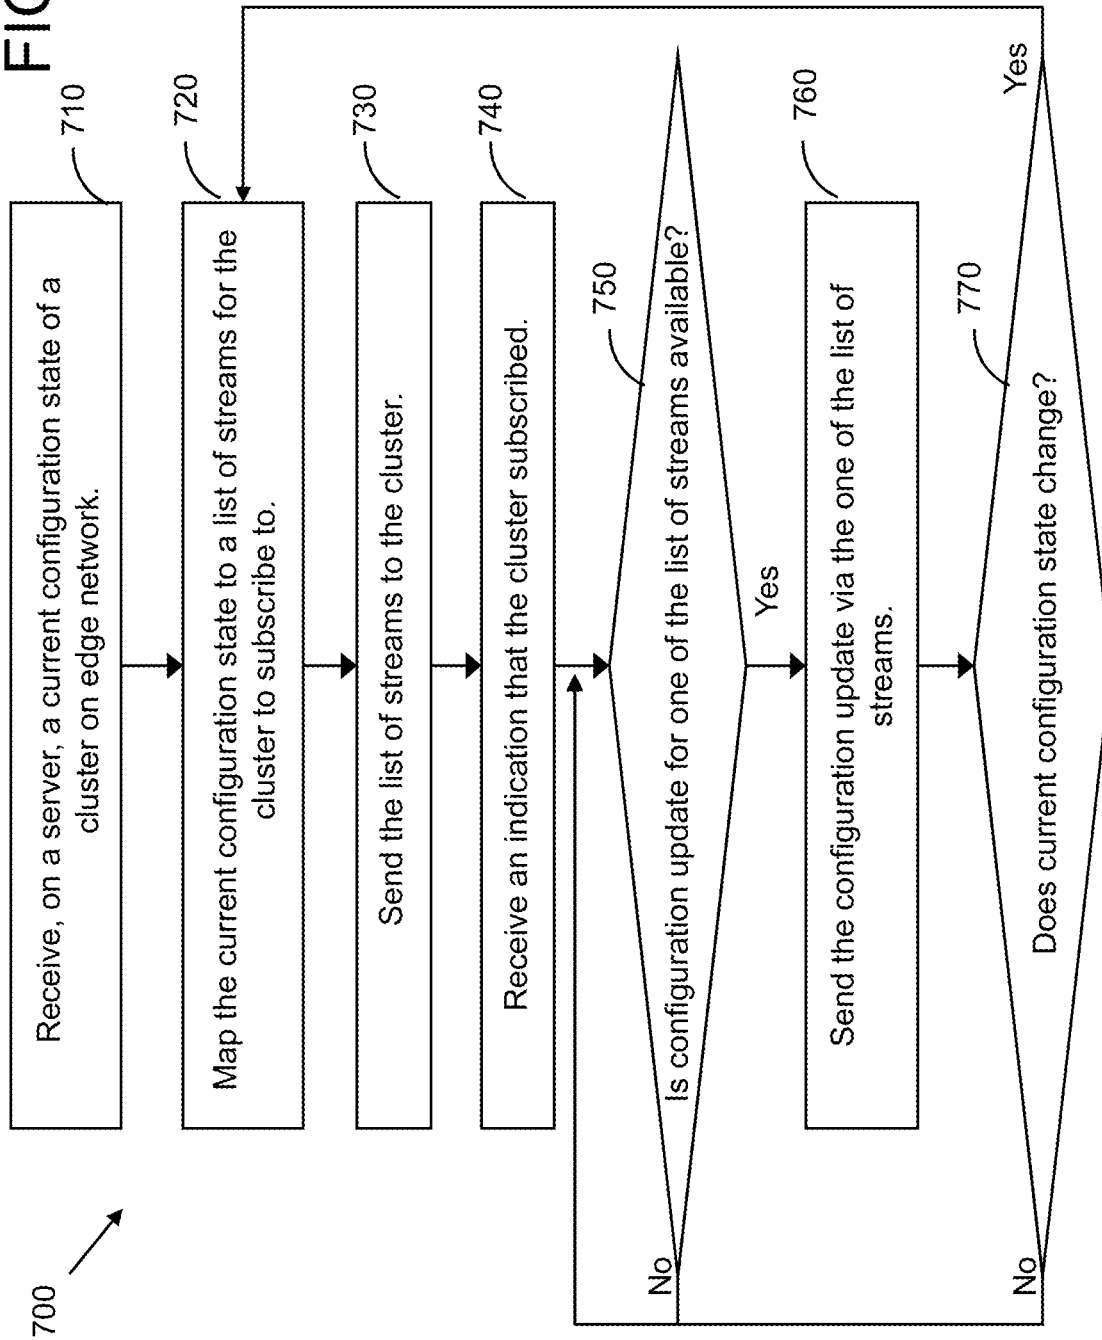 700
Receive, on a server, a current configuration state of a
cluster on edge network.
710
Map the current configuration state to a list of streams for the
cluster to subscribe to.
720
Send the list of streams to the cluster.
730
Receive an indication that the cluster subscribed.
740
Is configuration update for one of the list of streams available?
750
No
Yes
Send the configuration update via the one of the list of
streams.
760
Does current configuration state change?
770
No
Yes